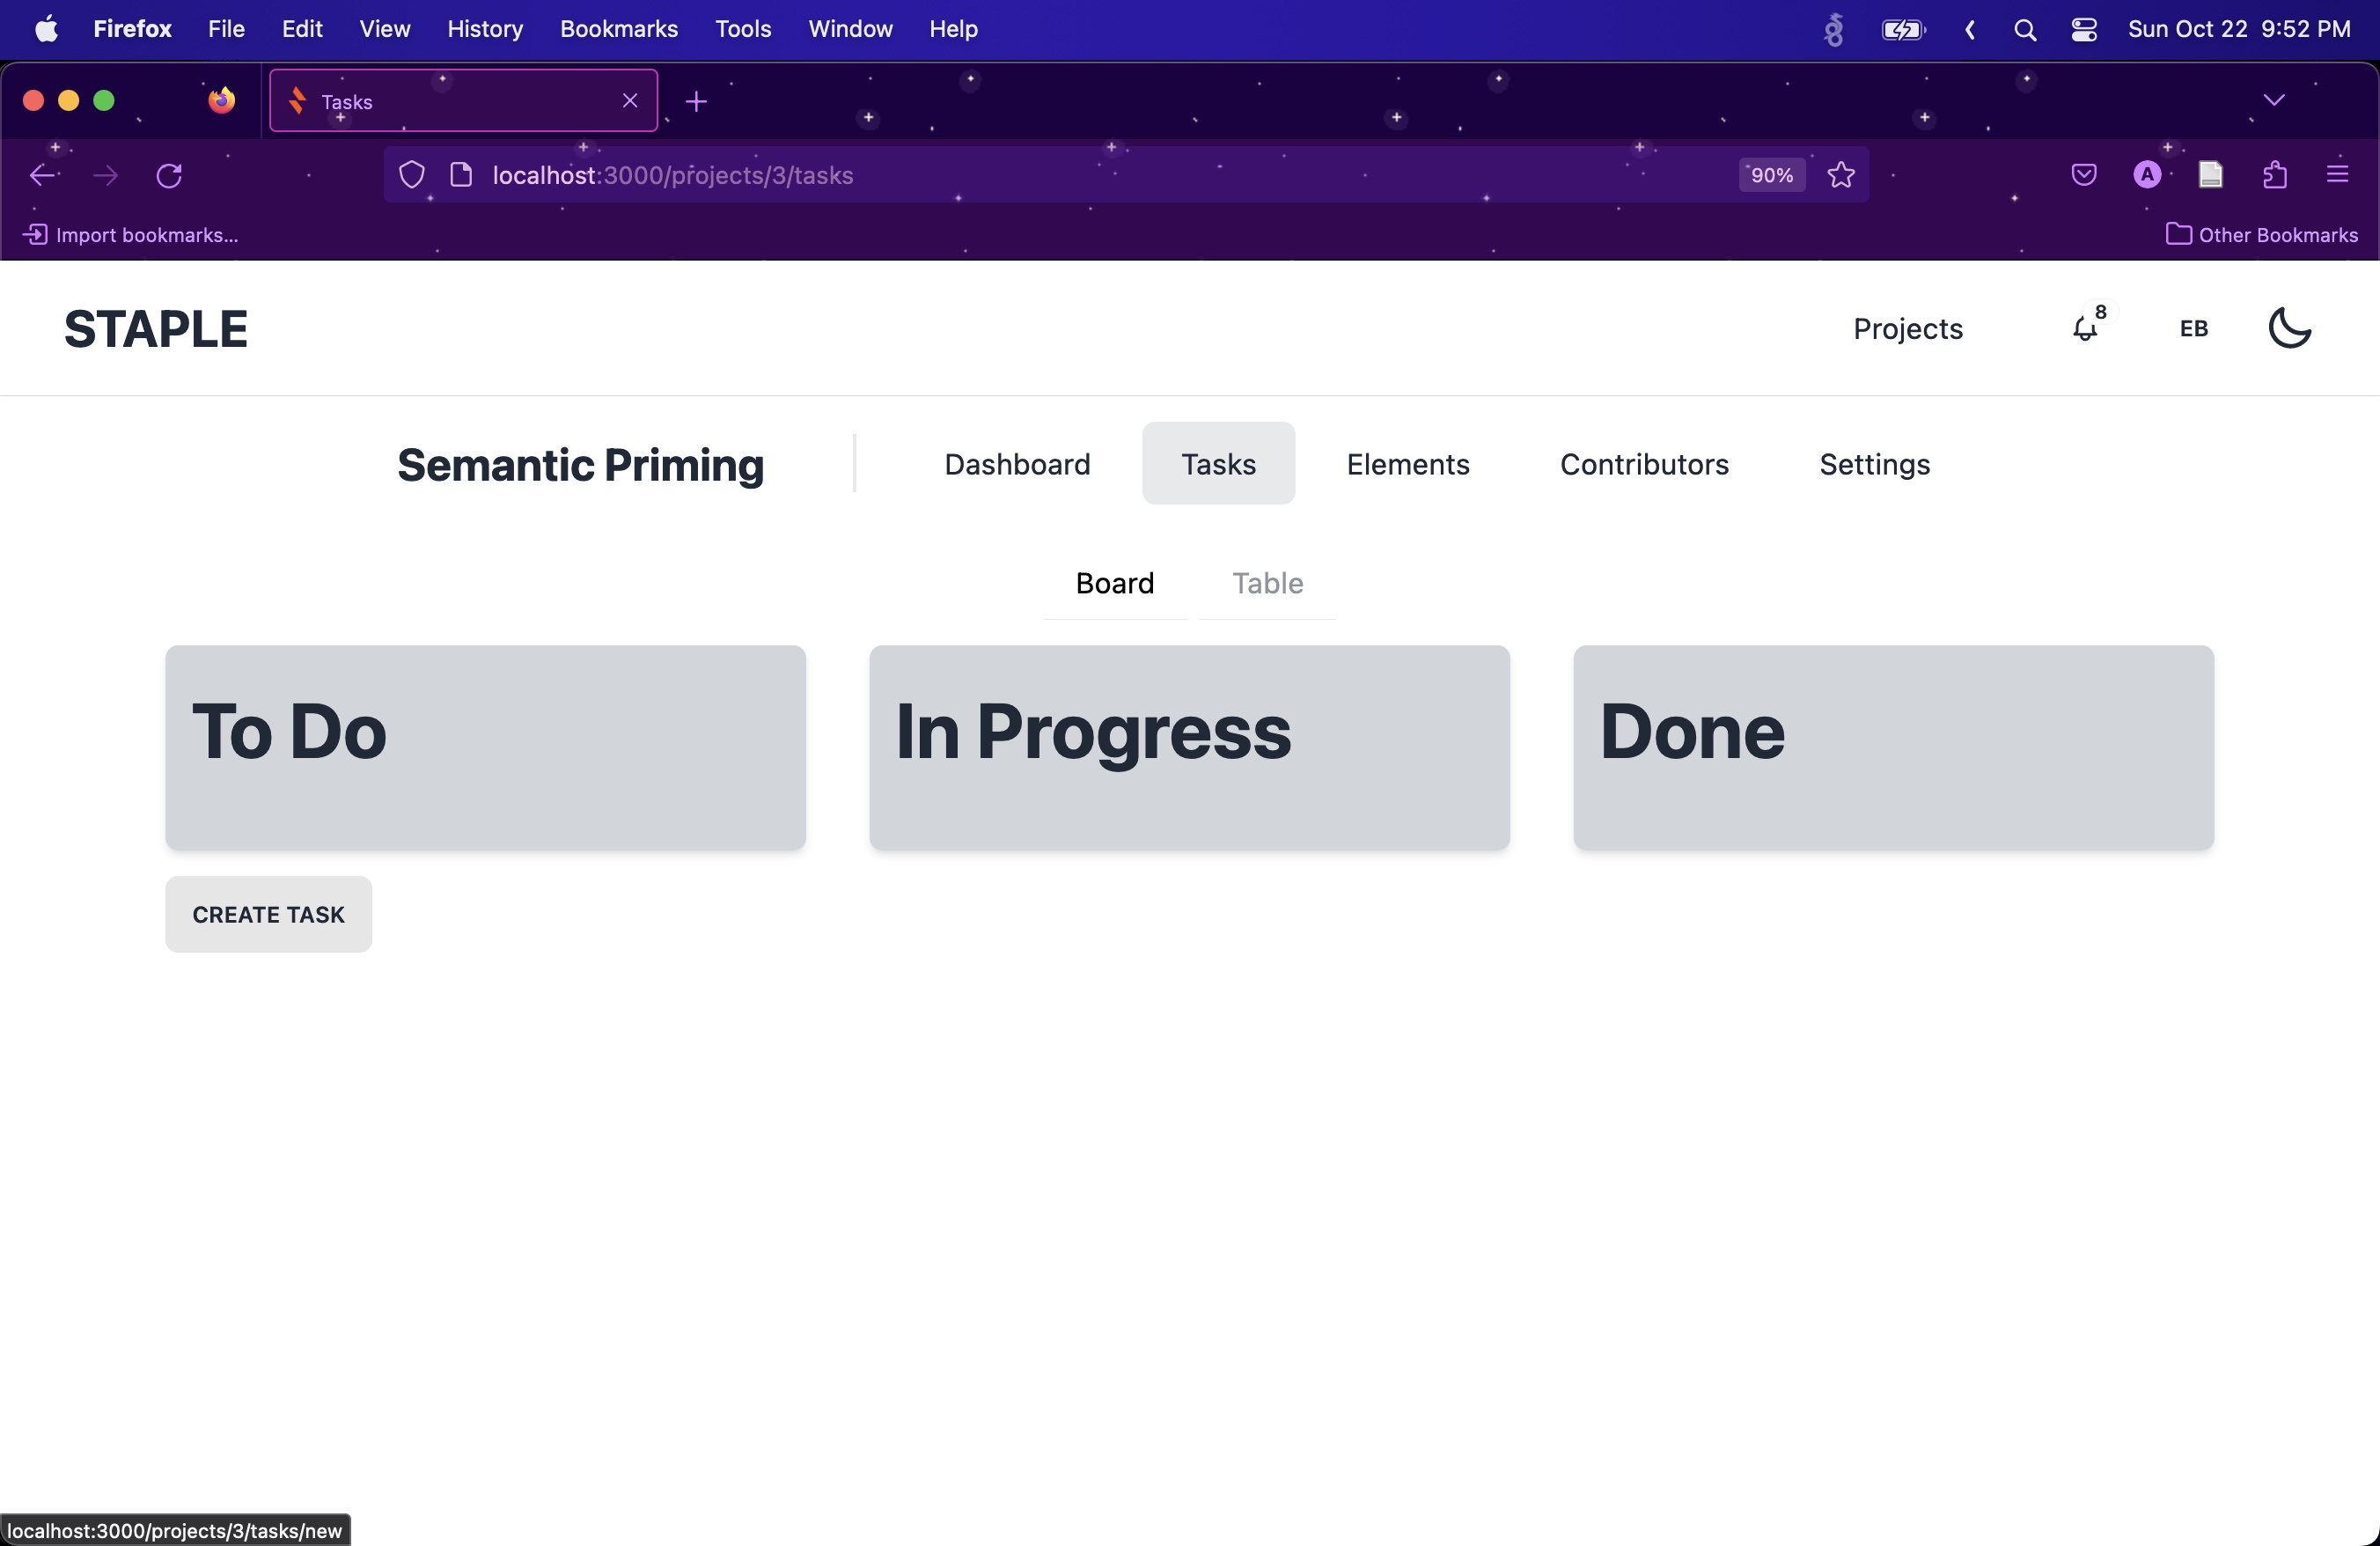 Firefox File Edit View History Bookmarks Tools Window Help Sun Oct 22 9:52 PM
Tasks
localhost:3000/projects/3/tasks 90% A
Import bookmarks... Other Bookmarks
STAPLE Projects 8 EB
Semantic Priming Dashboard Tasks Elements Contributors Settings
Board Table
To Do In Progress Done
CREATE TASK
localhost:3000/projects/3/tasks/new